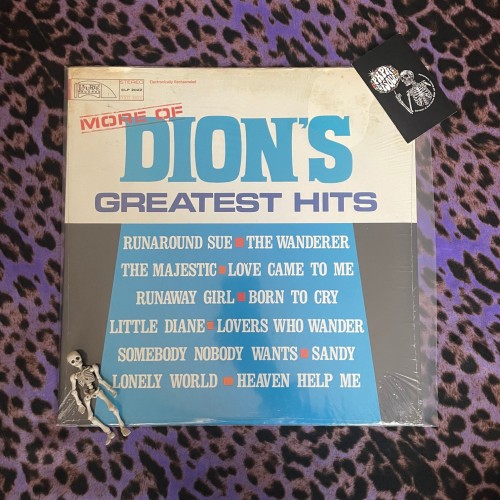 STEREO
Electronically Reprocessed
MORE OF
DION'S
GREATEST HITS
RUNAROUND SUE ■ THE WANDERER
THE MAJESTIC ■ LOVE CAME TO ME
RUNAWAY GIRL ■ BORN TO CRY
LITTLE DIANE ■ LOVERS WHO WANDER
SOMEBODY NOBODY WANTS ■ SANDY
LONELY WORLD ■ HEAVEN HELP ME